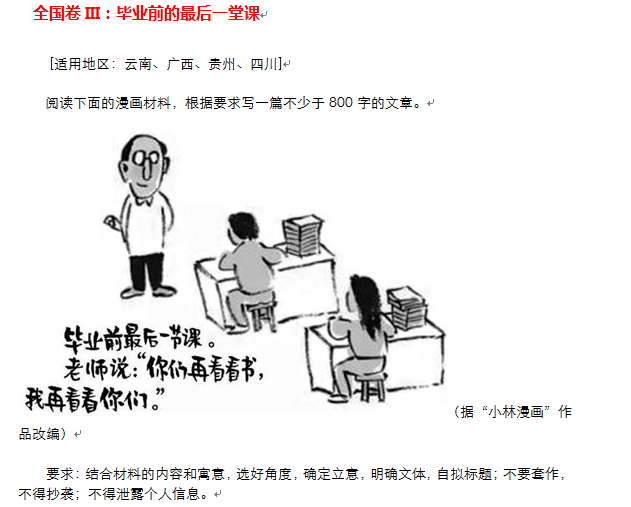 全国卷Ⅲ：毕业前的最后一堂课
[适用地区：云南、广西、贵州、四川]
阅读下面的漫画材料，根据要求写一篇不少于 800 字的文章。
毕业前最后一节课。
老师说：“你们再看看书，
我再看看你们。”
（据“小林漫画”作
品改编）
要求：结合材料的内容和寓意，选好角度，确定立意，明确文体，自拟标题；不要套作，
不得抄袭；不得泄露个人信息。